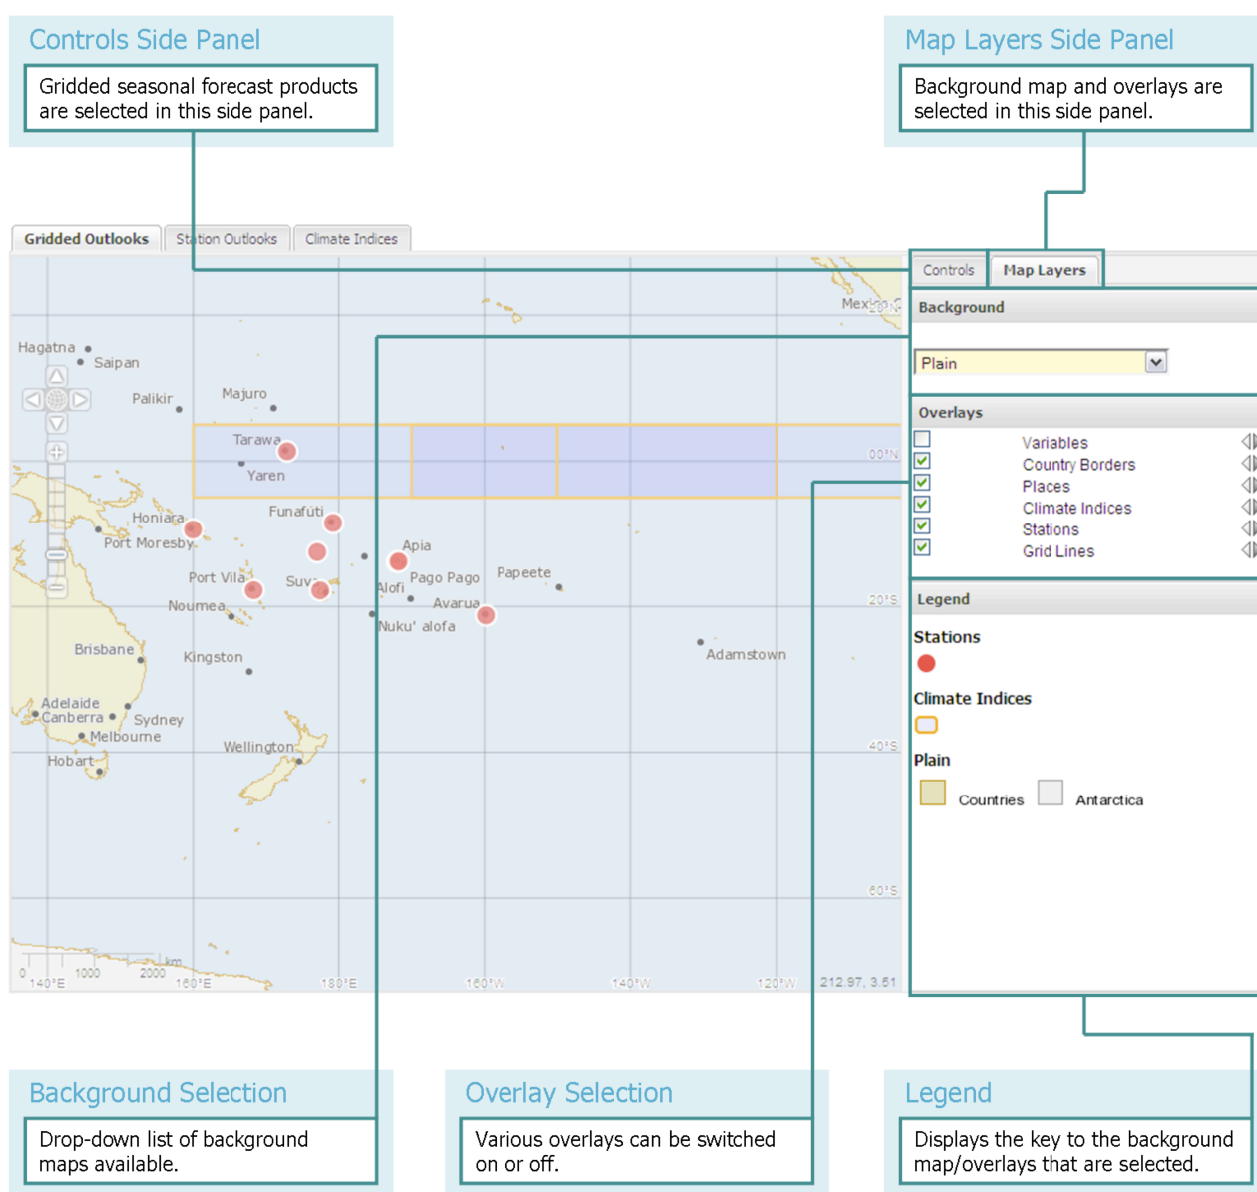 Controls Side Panel
Gridded seasonal forecast products
are selected in this side panel.
Map Layers Side Panel
Background map and overlays are
selected in this side panel.
Gridded Outlooks
Station Outlooks
Climate Indices
Controls
Map Layers
Background
Plain
Overlays
Variables
Country Borders
Places
Climate Indices
Stations
Grid Lines
Legend
Stations
Climate Indices
Plain
Countries
Antarctica
20°N
Hagatna
Saipan
Palikir
Majuro
Tarawa
Yaren
00°N
Honiara
Port Moresby
Funafuti
Port Vila
Suva
Apia
Pago Pago
Alofi
Papeete
Noumea
Avarua
Nuku' alofa
20°S
Brisbane
Kingston
Adamstown
Adelaide
Canberra
Sydney
Melbourne
Hobart
Wellington
40°S
60°S
0
1000
2000
km
140°E
160°E
180°E
160°W
140°W
120°W
212.97, 3.51
Background Selection
Drop-down list of background
maps available.
Overlay Selection
Various overlays can be switched
on or off.
Legend
Displays the key to the background
map/overlays that are selected.